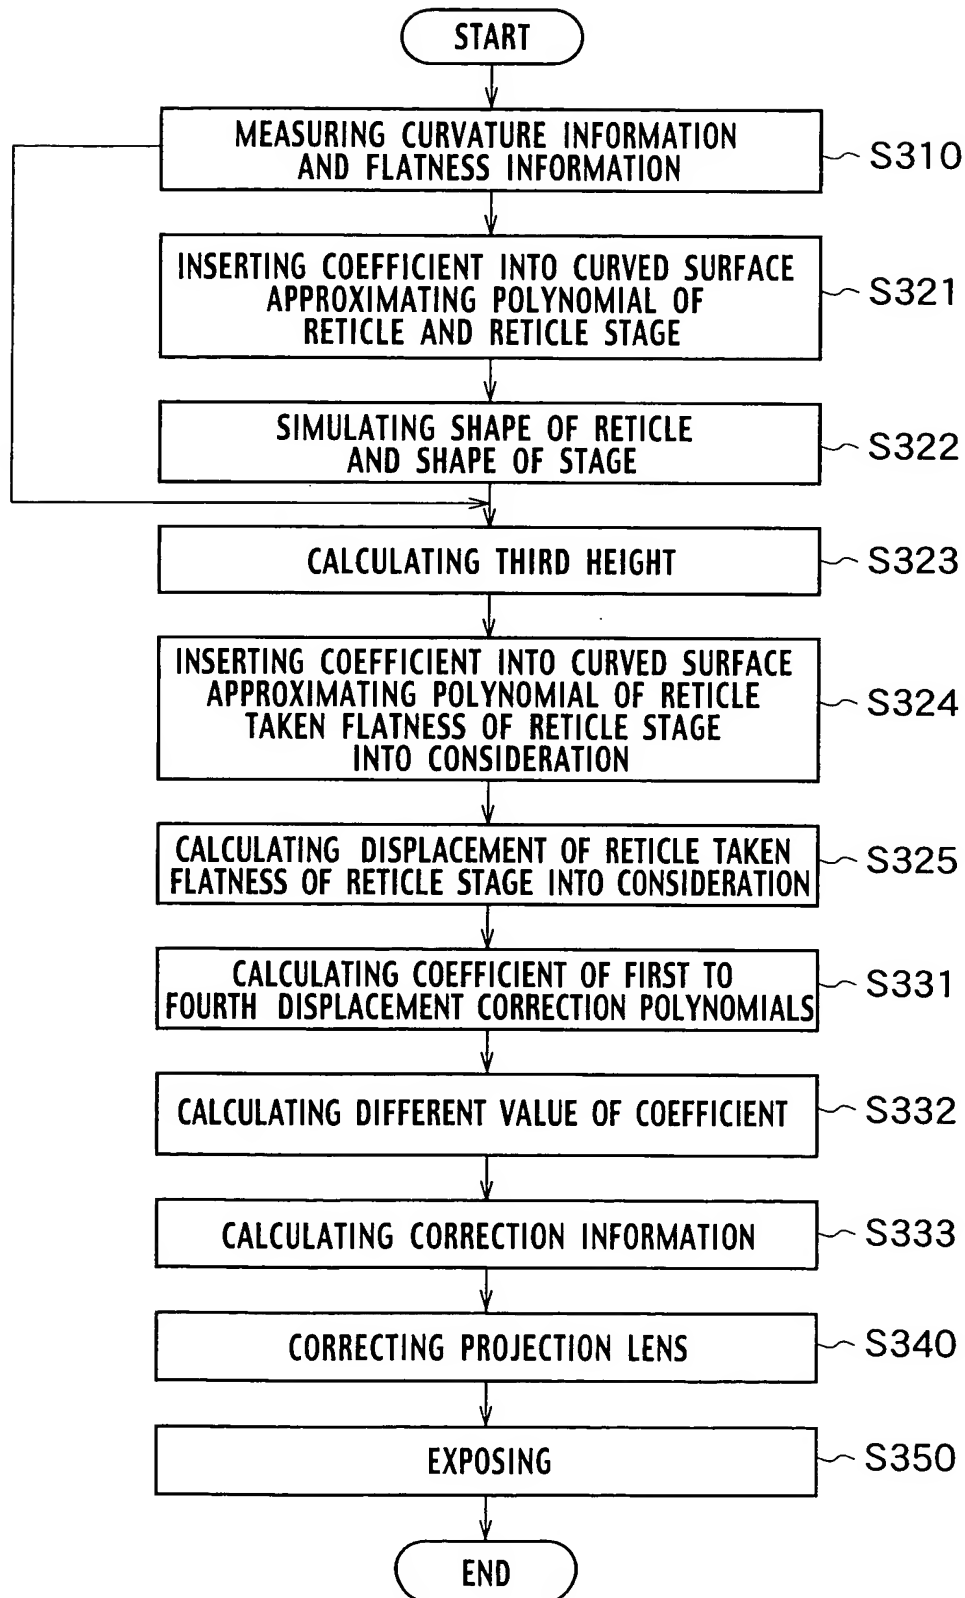 START
MEASURING CURVATURE INFORMATION
AND FLATNESS INFORMATION
S310
INSERTING COEFFICIENT INTO CURVED SURFACE
APPROXIMATING POLYNOMIAL OF
RETICLE AND RETICLE STAGE
S321
SIMULATING SHAPE OF RETICLE
AND SHAPE OF STAGE
S322
CALCULATING THIRD HEIGHT
S323
INSERTING COEFFICIENT INTO CURVED SURFACE
APPROXIMATING POLYNOMIAL OF RETICLE
TAKEN FLATNESS OF RETICLE STAGE
INTO CONSIDERATION
S324
CALCULATING DISPLACEMENT OF RETICLE TAKEN
FLATNESS OF RETICLE STAGE INTO CONSIDERATION
S325
CALCULATING COEFFICIENT OF FIRST TO
FOURTH DISPLACEMENT CORRECTION POLYNOMIALS
S331
CALCULATING DIFFERENT VALUE OF COEFFICIENT
S332
CALCULATING CORRECTION INFORMATION
S333
CORRECTING PROJECTION LENS
S340
EXPOSING
S350
END